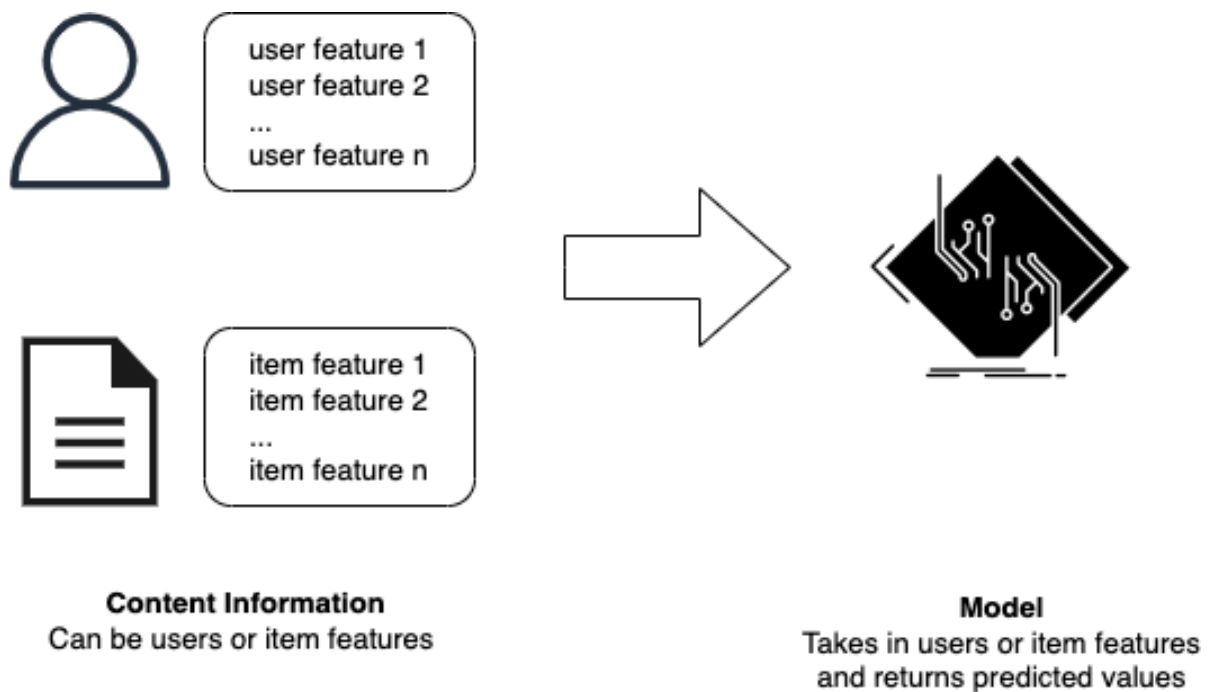 user feature 1
user feature 2
...
user feature n
item feature 1
item feature 2
...
item feature n
Content Information
Can be users or item features
Model
Takes in users or item features
and returns predicted values